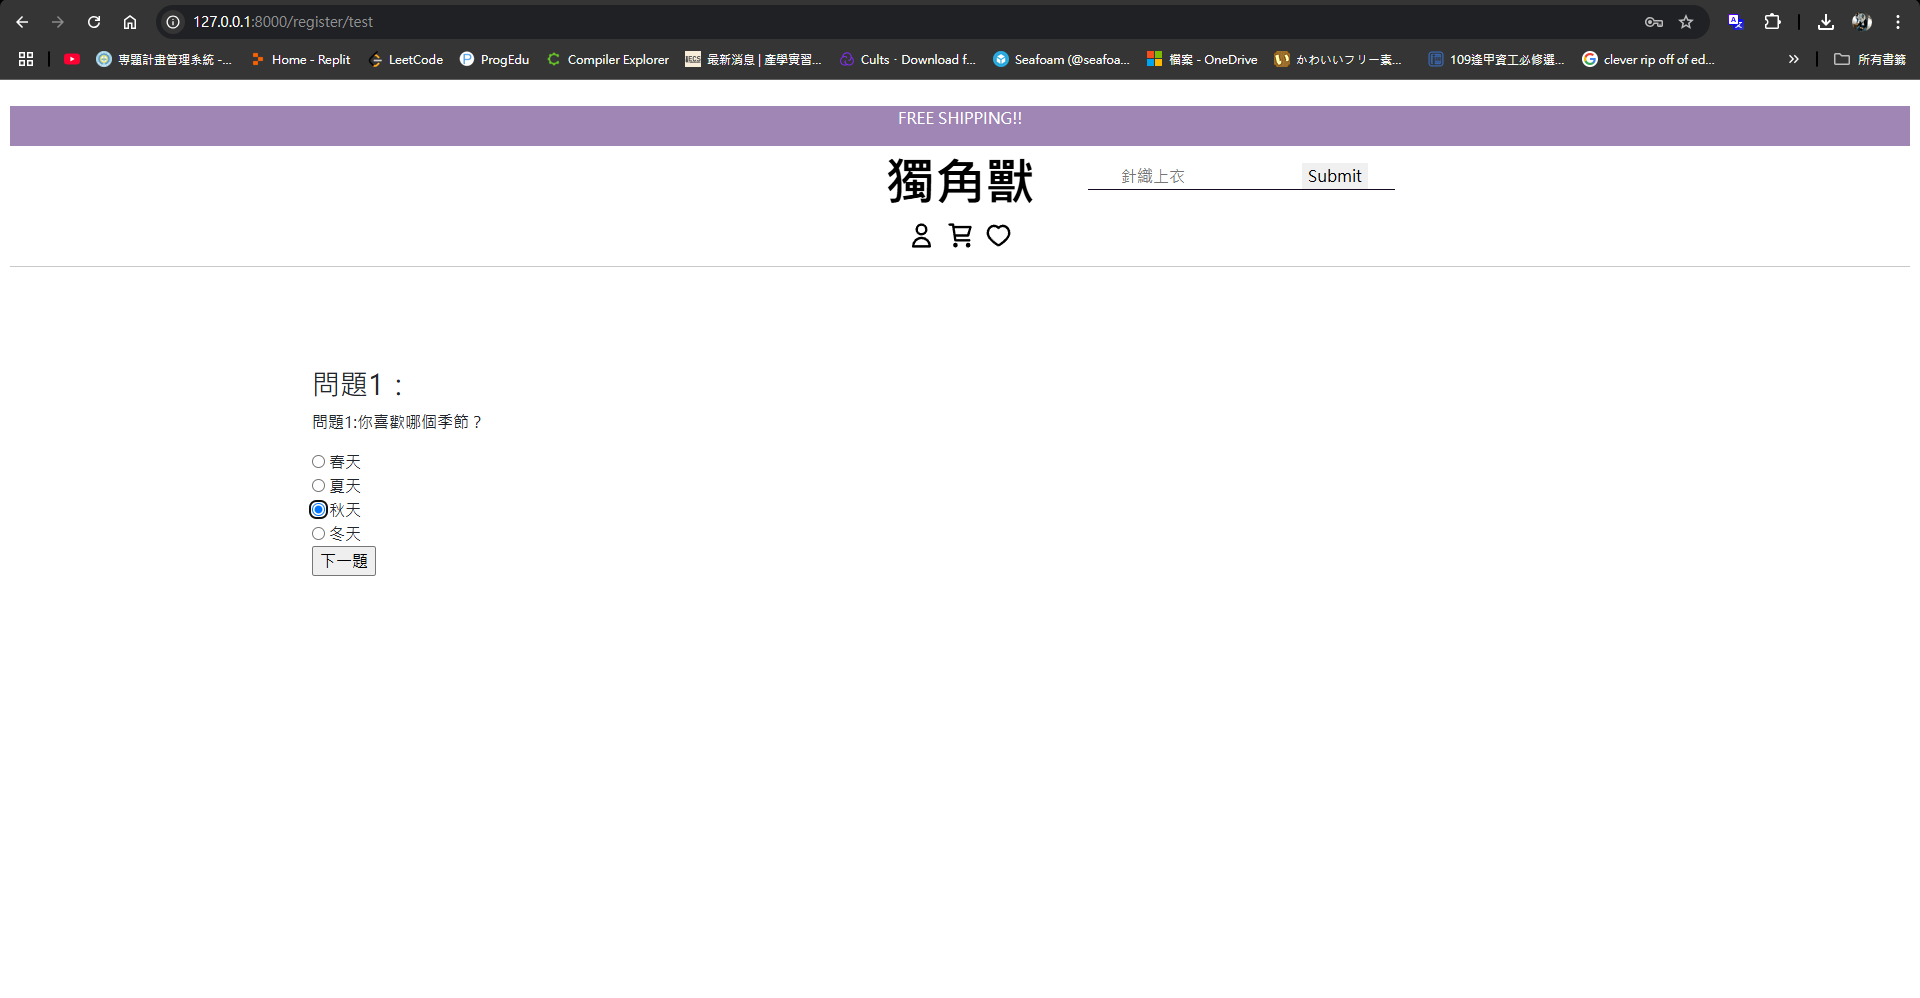 127.0.0.1:8000/register/test
專題計畫管理系統 -...
Home - Replit
LeetCode
ProgEdu
Compiler Explorer
最新消息 | 產學實習...
Cults · Download f...
Seafoam (@seafoa...
檔案 - OneDrive
かわいいフリー素...
109逢甲資工必修選...
clever rip off of ed...
所有書籤
FREE SHIPPING!!
獨角獸
針織上衣
Submit
問題1：
問題1:你喜歡哪個季節？
春天
夏天
秋天
冬天
下一題